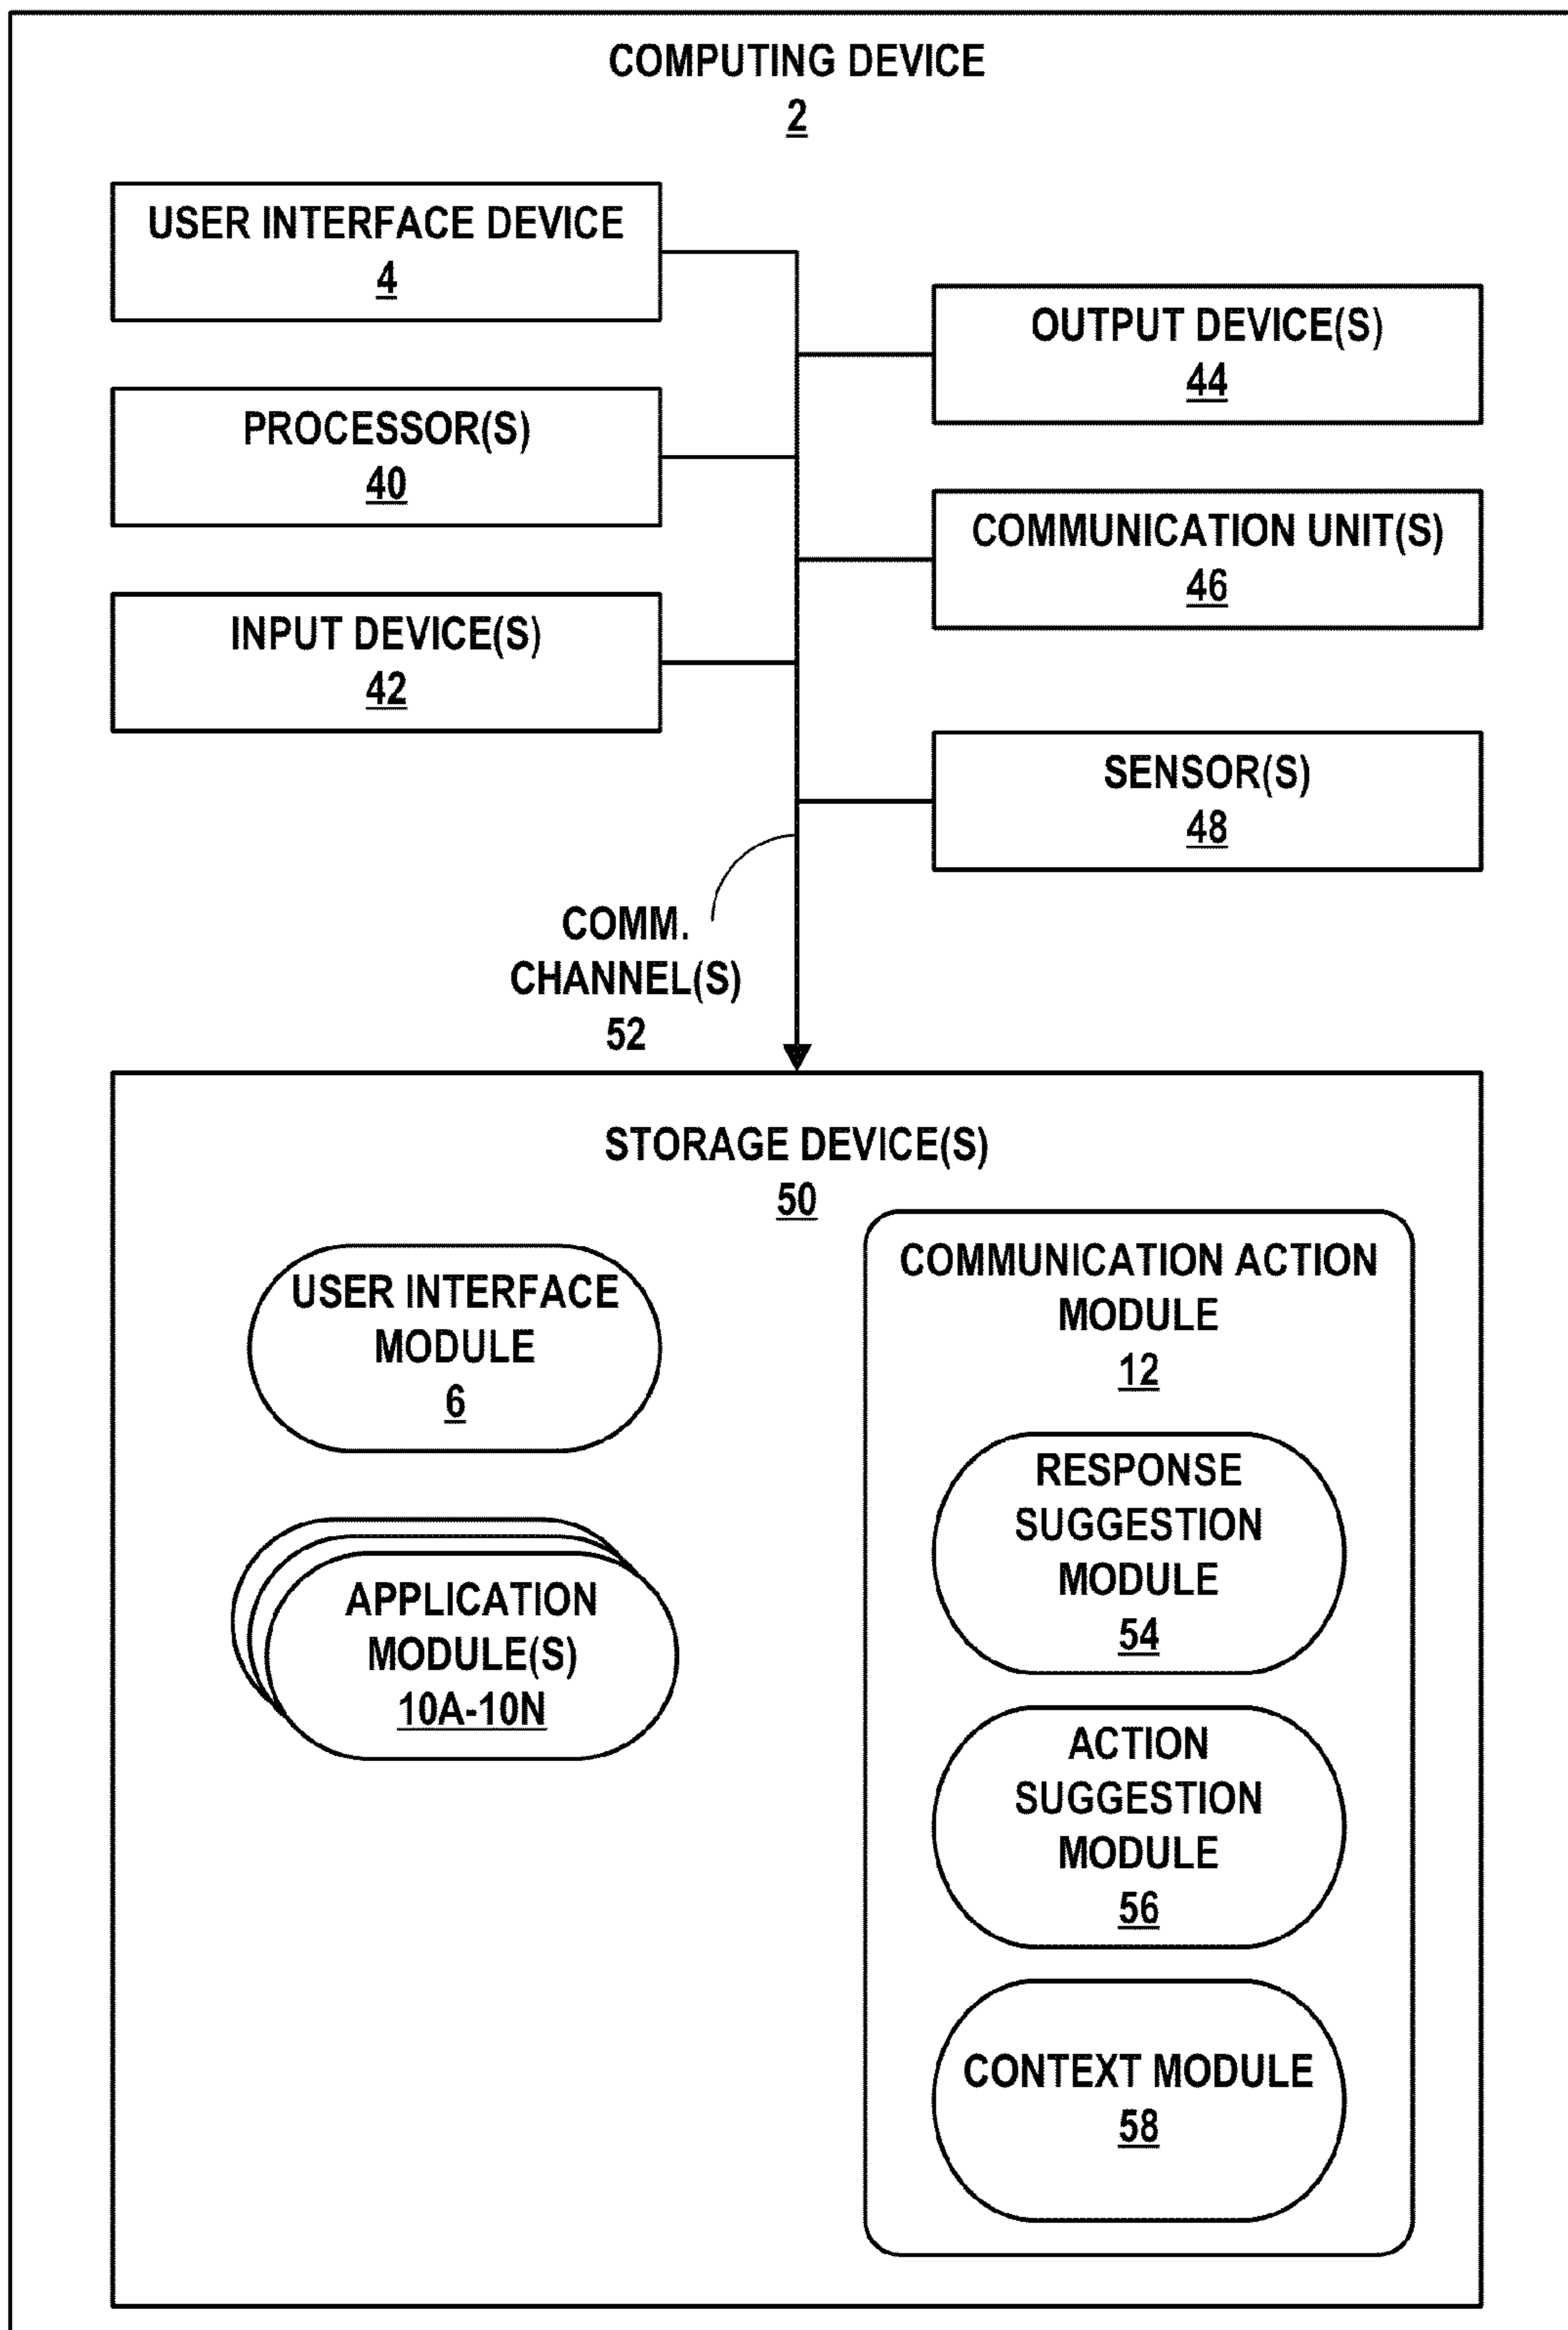 COMPUTING DEVICE
2
USER INTERFACE DEVICE
4
OUTPUT DEVICE(S)
44
PROCESSOR(S)
40
COMMUNICATION UNIT(S)
46
INPUT DEVICE(S)
42
SENSOR(S)
48
COMM.
CHANNEL(S)
52
STORAGE DEVICE(S)
50
USER INTERFACE
MODULE
6
APPLICATION
MODULE(S)
10A-10N
COMMUNICATION ACTION
MODULE
12
RESPONSE
SUGGESTION
MODULE
54
ACTION
SUGGESTION
MODULE
56
CONTEXT MODULE
58